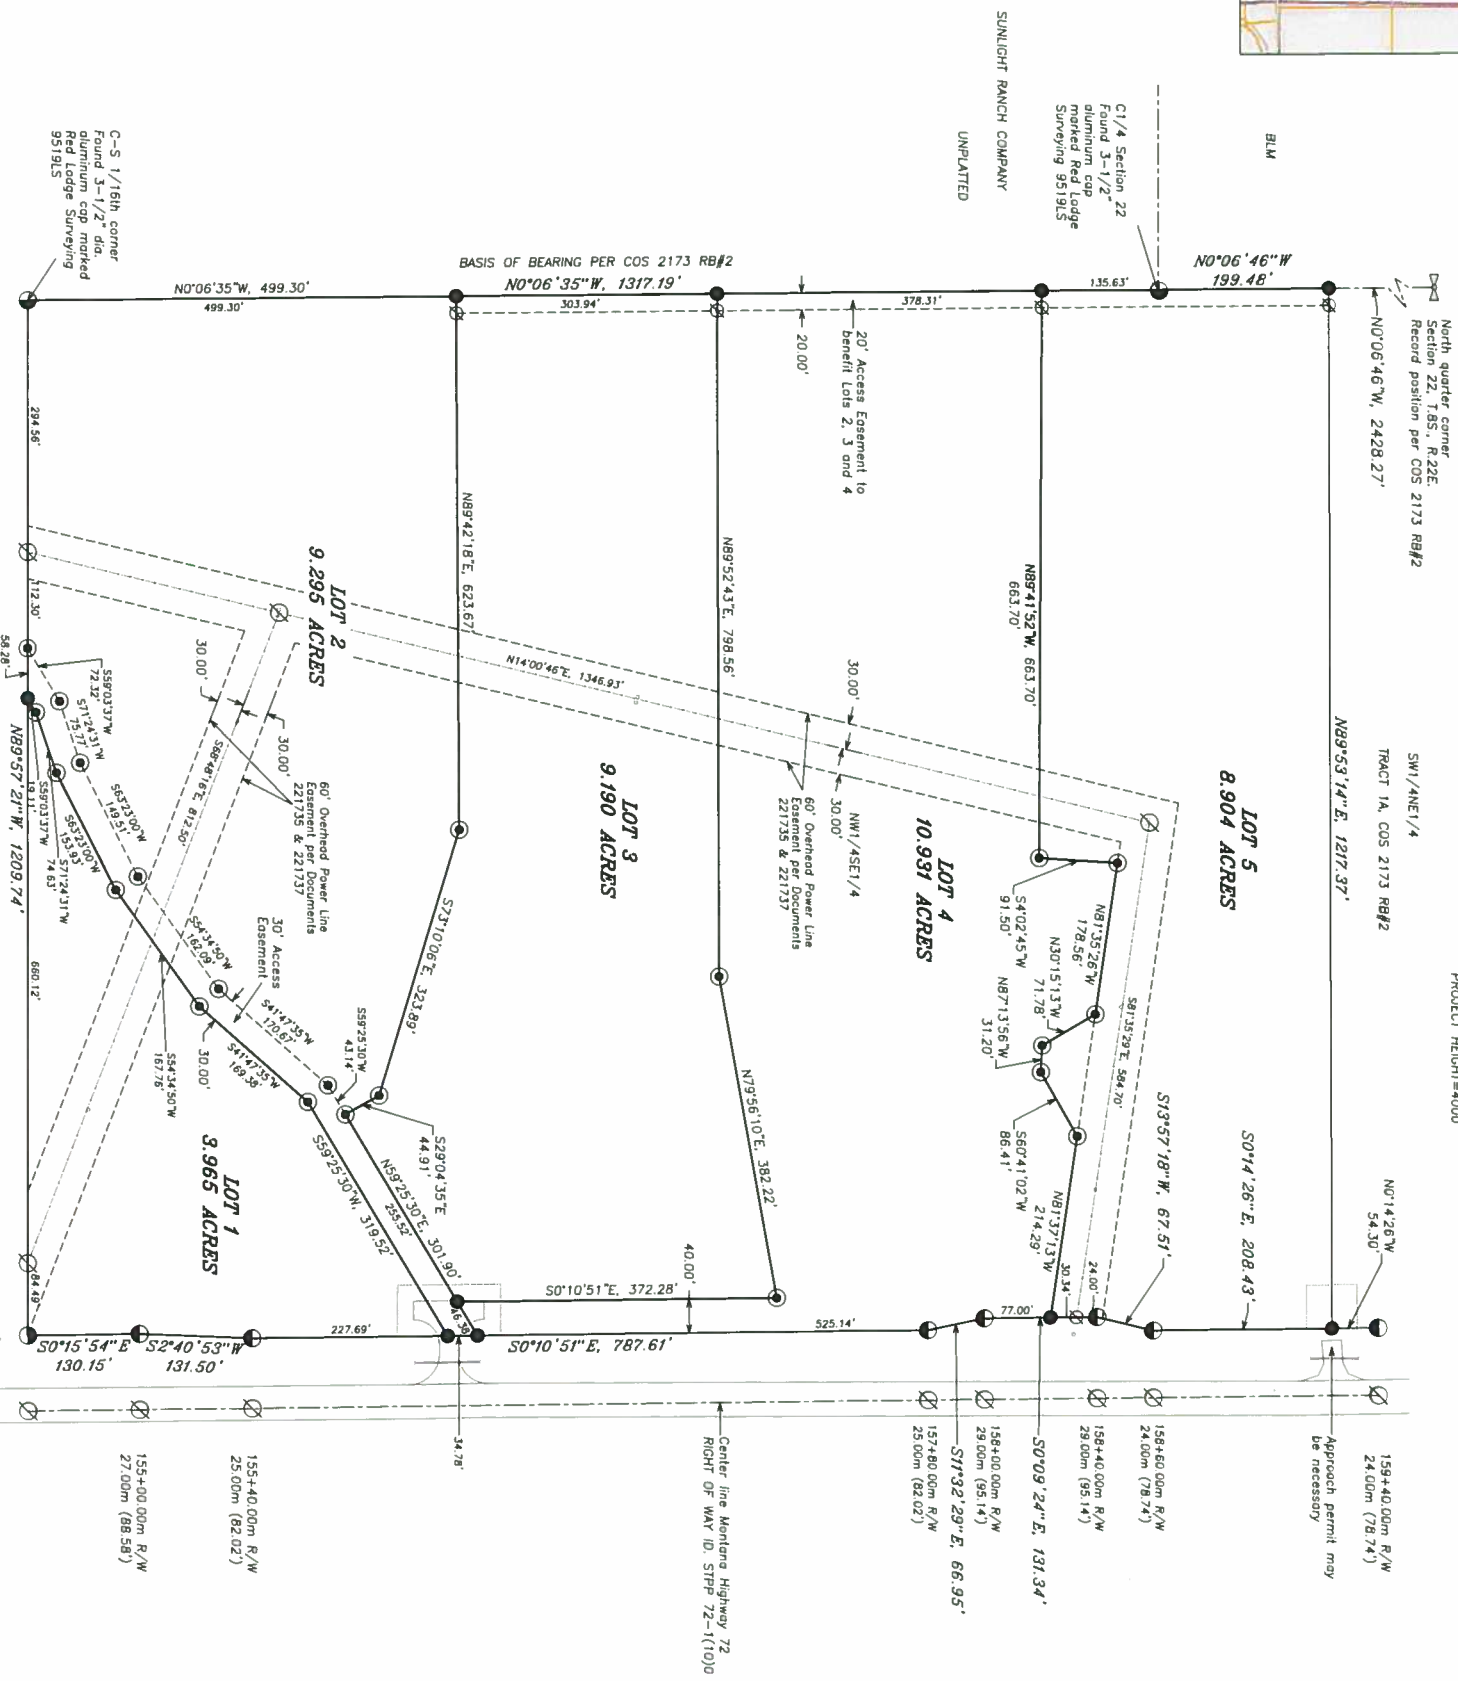 BLM
SUNLIGHT RANCH COMPANY
UNPLATTED
C1/4 Section 22
Found 3-1/2"
aluminum cap
marked Red Lodge
Surveying 9519LS
C-S 1/16th corner
Found 3-1/2" dia.
aluminum cap marked
Red Lodge Surveying
9519LS
North quarter corner
Section 22, T.8S., R.22E.
Record position per COS 2173 RB#2
N0°06'46"W, 2428.27'
N0°06'46"W
199.48'
135.63'
BASIS OF BEARING PER COS 2173 RB#2
N0°06'35"W, 1317.19'
378.31'
303.94'
N0°06'35"W, 499.30'
499.30'
20.00'
20' Access Easement to
benefit Lots 2, 3 and 4
SW1/4NE1/4
TRACT 1A, COS 2173 RB#2
N89°53'14"E, 1217.37'
N0°14'26"W
54.30'
LOT 5
8.904 ACRES
S0°14'26"E, 208.43'
S13°57'18"W, 67.51'
N89°41'52"W, 663.70'
663.70'
S4°02'45"W
91.50'
N81°35'26"W
178.56'
N30°15'13"W
71.78'
N87°13'56"W
31.20'
S60°41'02"W
86.41'
N81°37'13"W
214.29'
S81°35'29"E, 584.70'
24.00'
30.34'
77.00'
LOT 4
10.931 ACRES
NW1/4SE1/4
30.00'
30.00'
60' Overhead Power Line
Easement per Documents
221735 & 221737
N89°52'43"E, 798.56'
N79°56'10"E, 382.22'
N14°00'46"E, 1346.93'
LOT 3
9.190 ACRES
40.00'
S0°10'51"E, 372.28'
525.14'
S0°10'51"E, 787.61'
N89°42'18"E, 623.67'
S73°10'06"E, 323.89'
S29°04'35"E
44.91'
S59°25'30"W
43.14'
N59°25'30"E, 301.90'
255.52'
S59°25'30"W, 319.52'
LOT 2
9.295 ACRES
30.00'
30.00'
60' Overhead Power Line
Easement per Documents
221735 & 221737
S68°48'16"E, 812.50'
30' Access
Easement
S41°47'35"W
170.67'
S41°47'35"W
169.38'
30.00'
S54°34'50"W
162.09'
S54°34'50"W
167.76'
S63°23'00"W
149.51'
S63°23'00"W
153.93'
S71°24'31"W
75.77'
S71°24'31"W
74.63'
S59°03'37"W
72.32'
S59°03'37"W
19.11'
LOT 1
3.965 ACRES
294.56'
112.30'
58.28'
N89°57'21"W, 1209.74'
660.12'
84.49'
S0°15'54"E
130.15'
S2°40'53"W
131.50'
227.69'
34.78'
Center line Montana Highway 72
RIGHT OF WAY ID. STPP 72-1(10)0
S11°32'29"E, 66.95'
S0°09'24"E, 131.34'
Approach permit may
be necessary
159+40.00m R/W
24.00m (78.74')
158+60.00m R/W
24.00m (78.74')
158+40.00m R/W
29.00m (95.14')
158+00.00m R/W
29.00m (95.14')
157+80.00m R/W
25.00m (82.02')
155+40.00m R/W
25.00m (82.02')
155+00.00m R/W
27.00m (88.58')